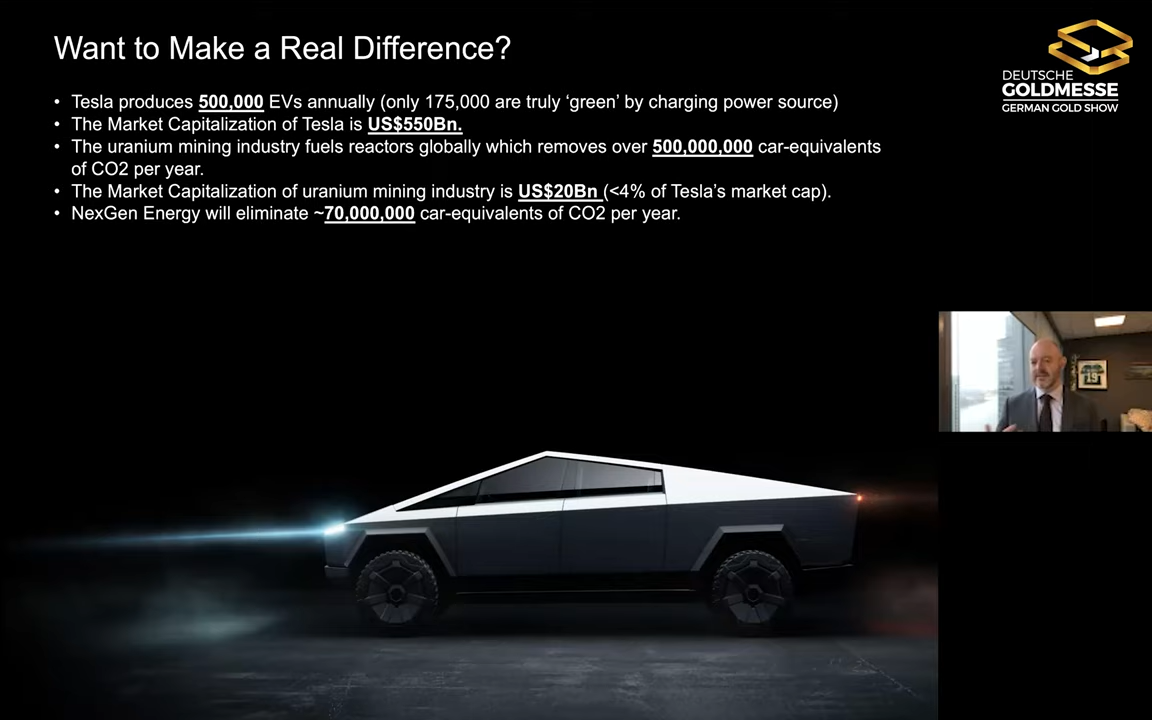 Want to Make a Real Difference?
DEUTSCHE
GOLDMESSE
GERMAN GOLD SHOW
• Tesla produces 500,000 EVs annually (only 175,000 are truly ‘green’ by charging power source)
• The Market Capitalization of Tesla is US$550Bn.
• The uranium mining industry fuels reactors globally which removes over 500,000,000 car-equivalents
of CO2 per year.
• The Market Capitalization of uranium mining industry is US$20Bn (<4% of Tesla’s market cap).
• NexGen Energy will eliminate ~70,000,000 car-equivalents of CO2 per year.